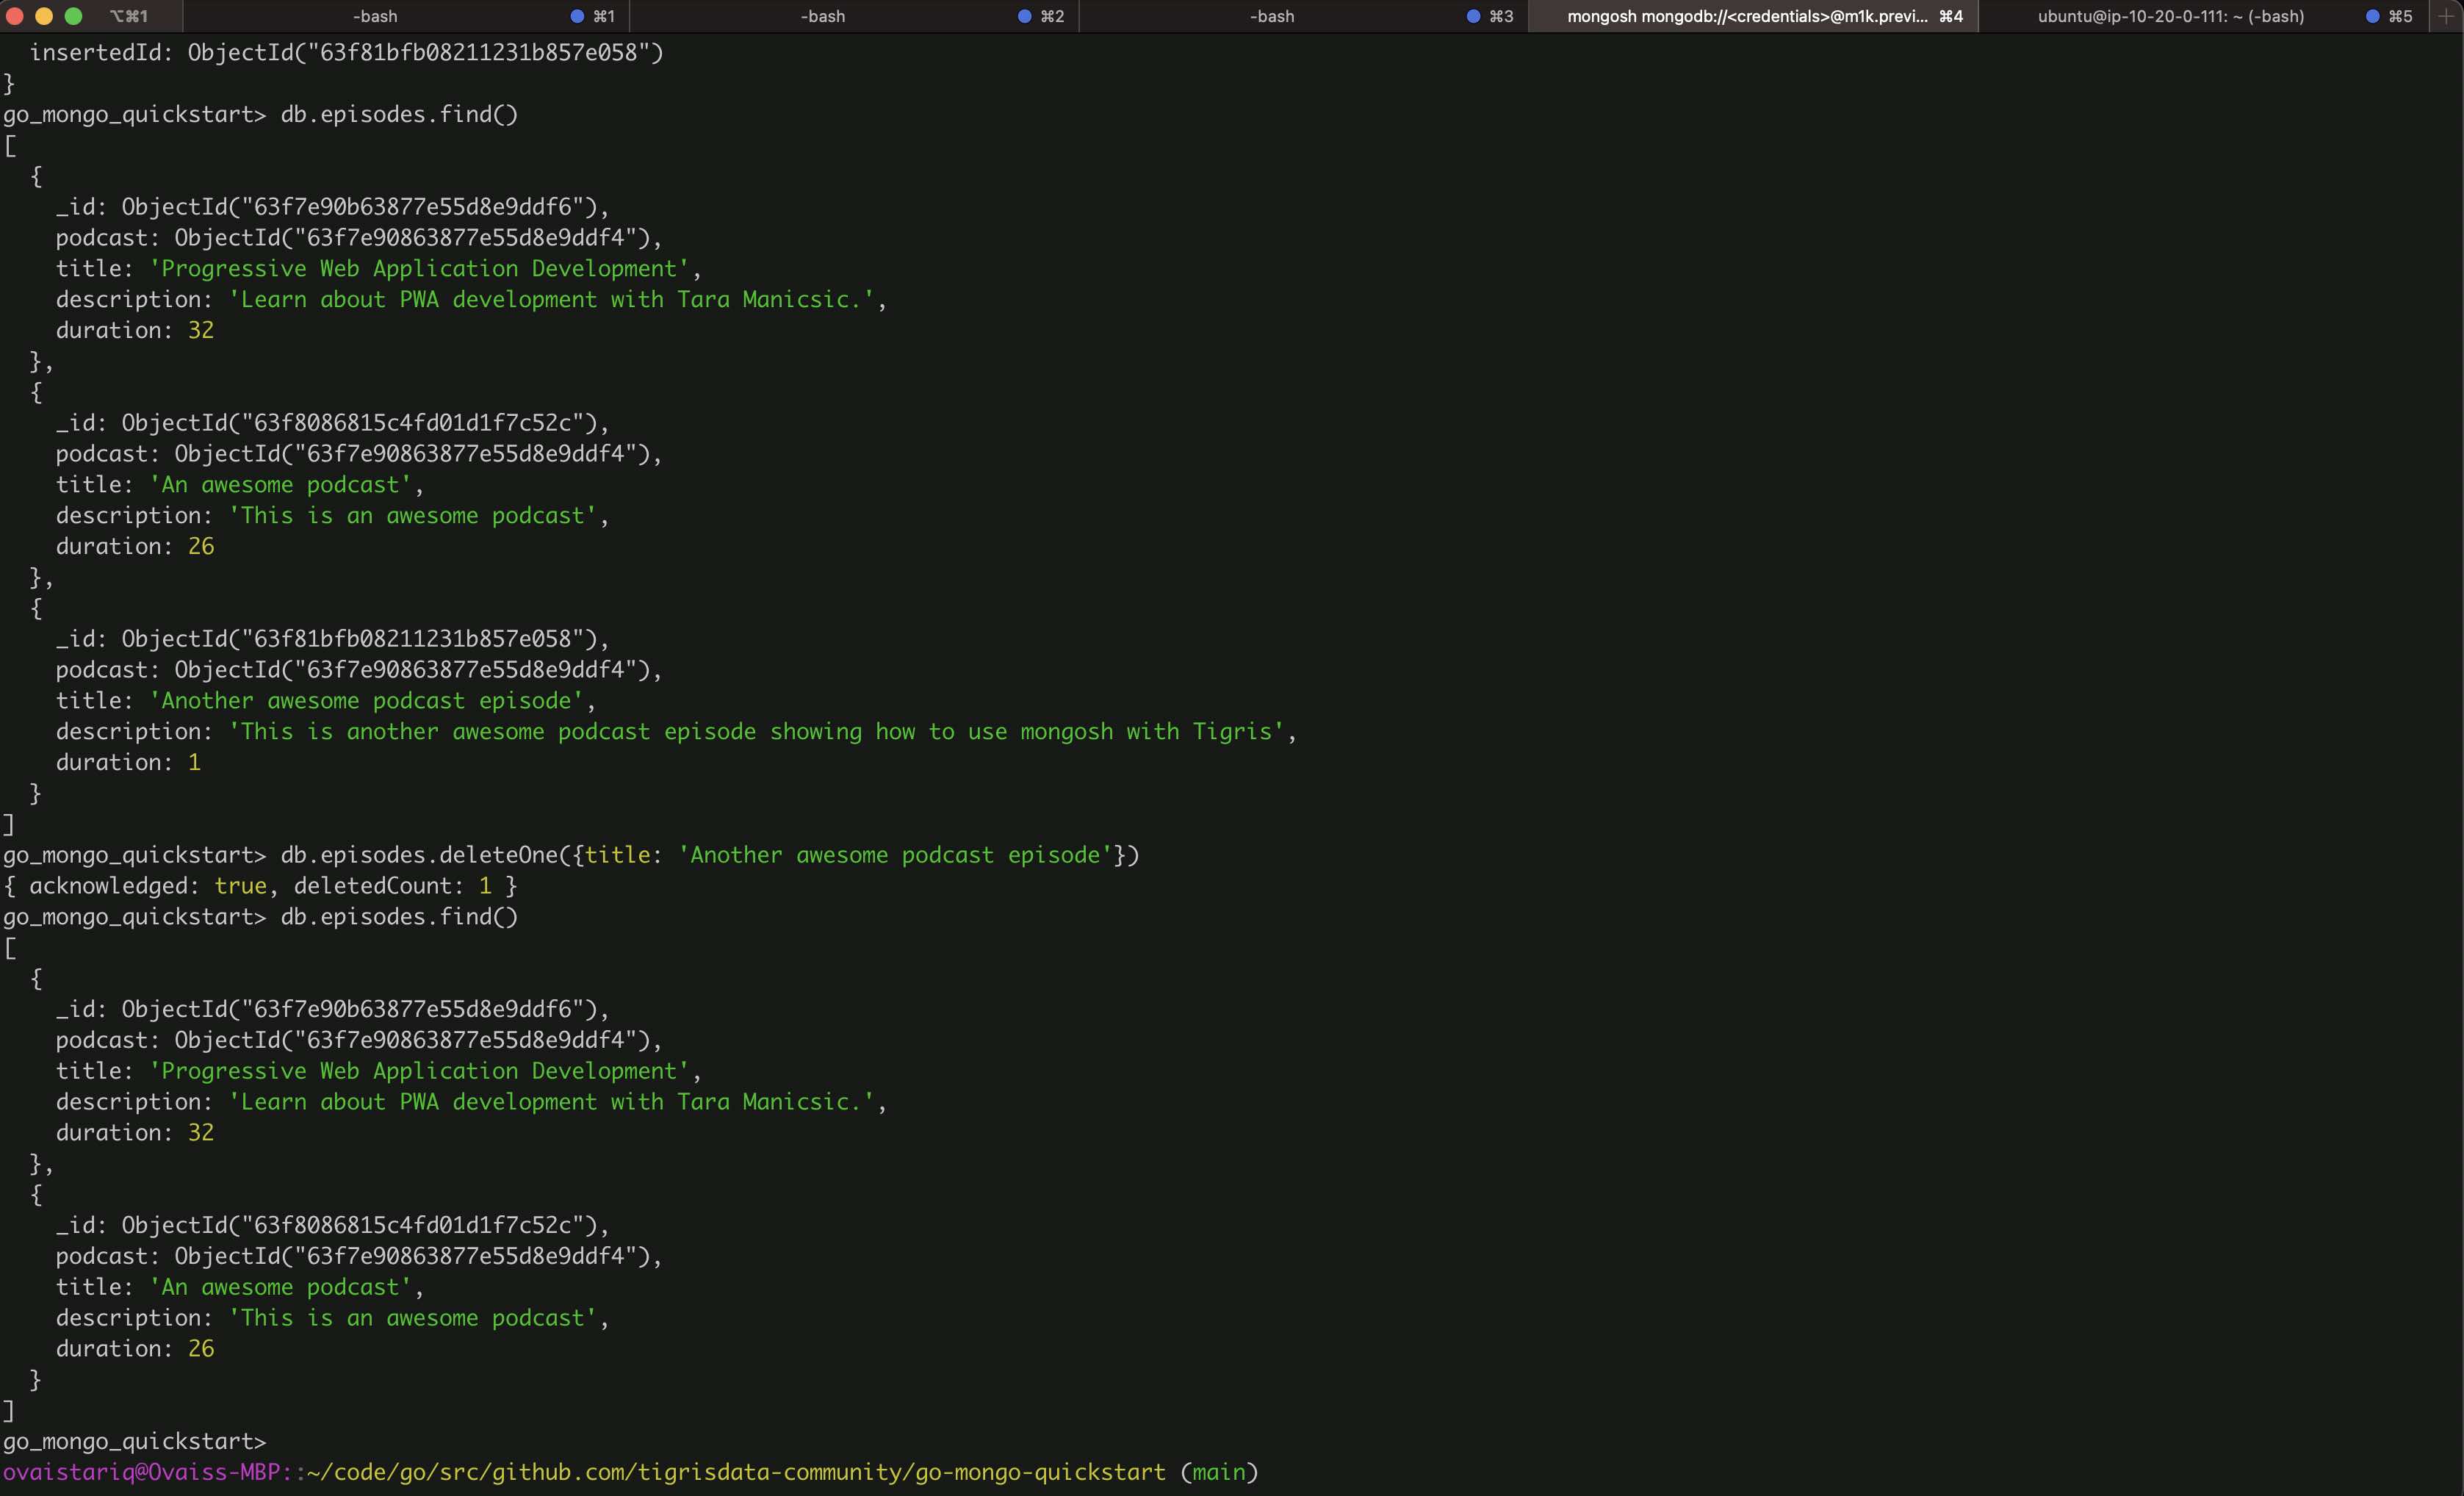 ⌥⌘1 -bash ⌘1 -bash ⌘2 -bash ⌘3 mongosh mongodb://<credentials>@m1k.previ... ⌘4 ubuntu@ip-10-20-0-111: ~ (-bash) ⌘5
  insertedId: ObjectId("63f81bfb08211231b857e058")
}
go_mongo_quickstart> db.episodes.find()
[
  {
    _id: ObjectId("63f7e90b63877e55d8e9ddf6"),
    podcast: ObjectId("63f7e90863877e55d8e9ddf4"),
    title: 'Progressive Web Application Development',
    description: 'Learn about PWA development with Tara Manicsic.',
    duration: 32
  },
  {
    _id: ObjectId("63f8086815c4fd01d1f7c52c"),
    podcast: ObjectId("63f7e90863877e55d8e9ddf4"),
    title: 'An awesome podcast',
    description: 'This is an awesome podcast',
    duration: 26
  },
  {
    _id: ObjectId("63f81bfb08211231b857e058"),
    podcast: ObjectId("63f7e90863877e55d8e9ddf4"),
    title: 'Another awesome podcast episode',
    description: 'This is another awesome podcast episode showing how to use mongosh with Tigris',
    duration: 1
  }
]
go_mongo_quickstart> db.episodes.deleteOne({title: 'Another awesome podcast episode'})
{ acknowledged: true, deletedCount: 1 }
go_mongo_quickstart> db.episodes.find()
[
  {
    _id: ObjectId("63f7e90b63877e55d8e9ddf6"),
    podcast: ObjectId("63f7e90863877e55d8e9ddf4"),
    title: 'Progressive Web Application Development',
    description: 'Learn about PWA development with Tara Manicsic.',
    duration: 32
  },
  {
    _id: ObjectId("63f8086815c4fd01d1f7c52c"),
    podcast: ObjectId("63f7e90863877e55d8e9ddf4"),
    title: 'An awesome podcast',
    description: 'This is an awesome podcast',
    duration: 26
  }
]
go_mongo_quickstart>
ovaistariq@Ovaiss-MBP::~/code/go/src/github.com/tigrisdata-community/go-mongo-quickstart (main)